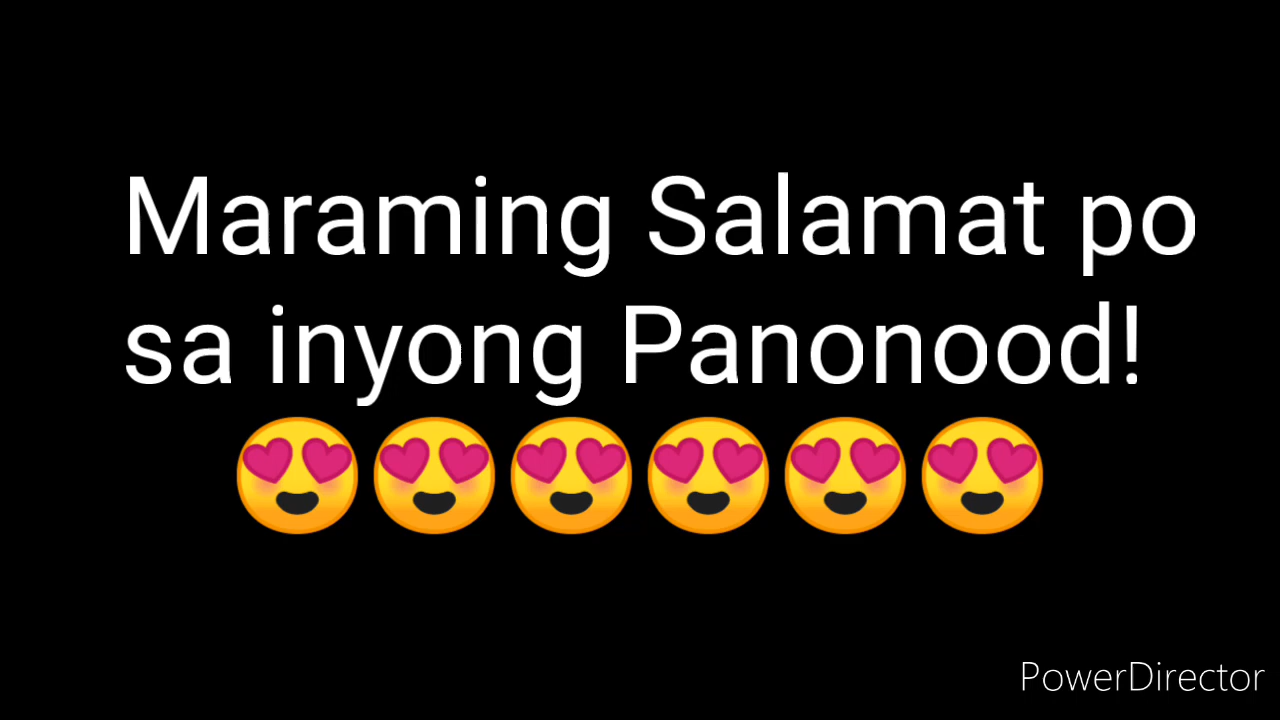 Maraming Salamat po
sa inyong Panonood!
😍😍😍😍😍😍
PowerDirector